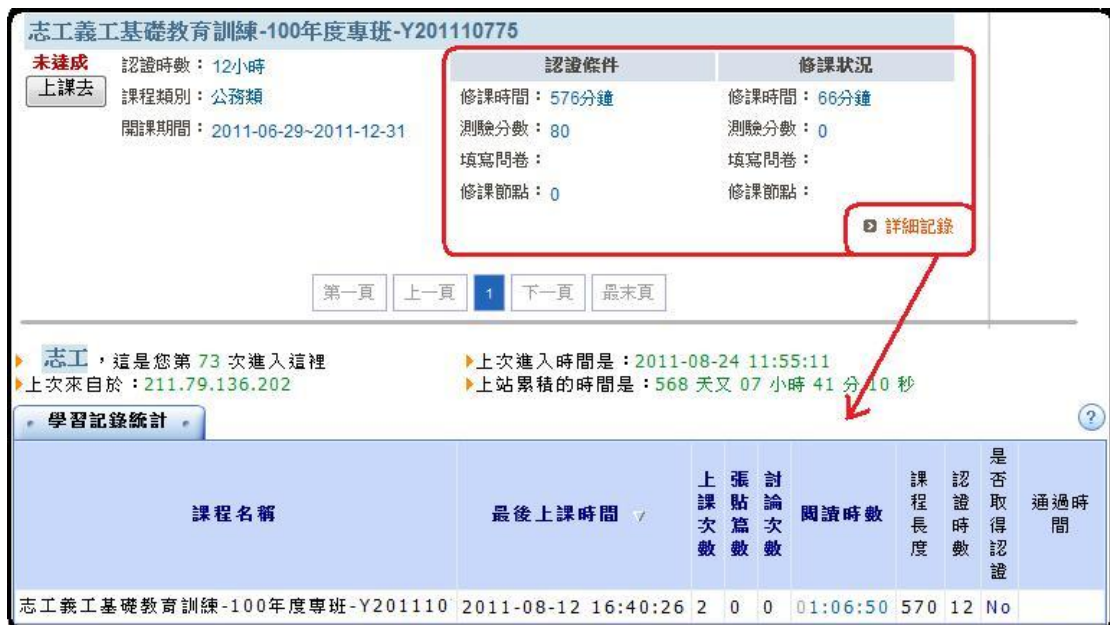 志工義工基礎教育訓練-100年度專班-Y201110775
未達成
上課去
認證時數：12小時
課程類別：公務類
開課期間：2011-06-29~2011-12-31
認證條件
修課時間：576分鐘
測驗分數：80
填寫問卷：
修課節點：0
修課狀況
修課時間：66分鐘
測驗分數：0
填寫問卷：
修課節點：
詳細記錄
第一頁 上一頁 1 下一頁 最末頁
志工，這是您第 73 次進入這裡
上次進入時間是：2011-08-24 11:55:11
上次來自於：211.79.136.202
上站累積的時間是：568 天又 07 小時 41 分 10 秒
學習記錄統計
?
課程名稱 最後上課時間 上課次數 張貼篇數 討論次數 閱讀時數 課程長度 認證時數 是否取得認證 通過時間
志工義工基礎教育訓練-100年度專班-Y201110 2011-08-12 16:40:26 2 0 0 01:06:50 570 12 No